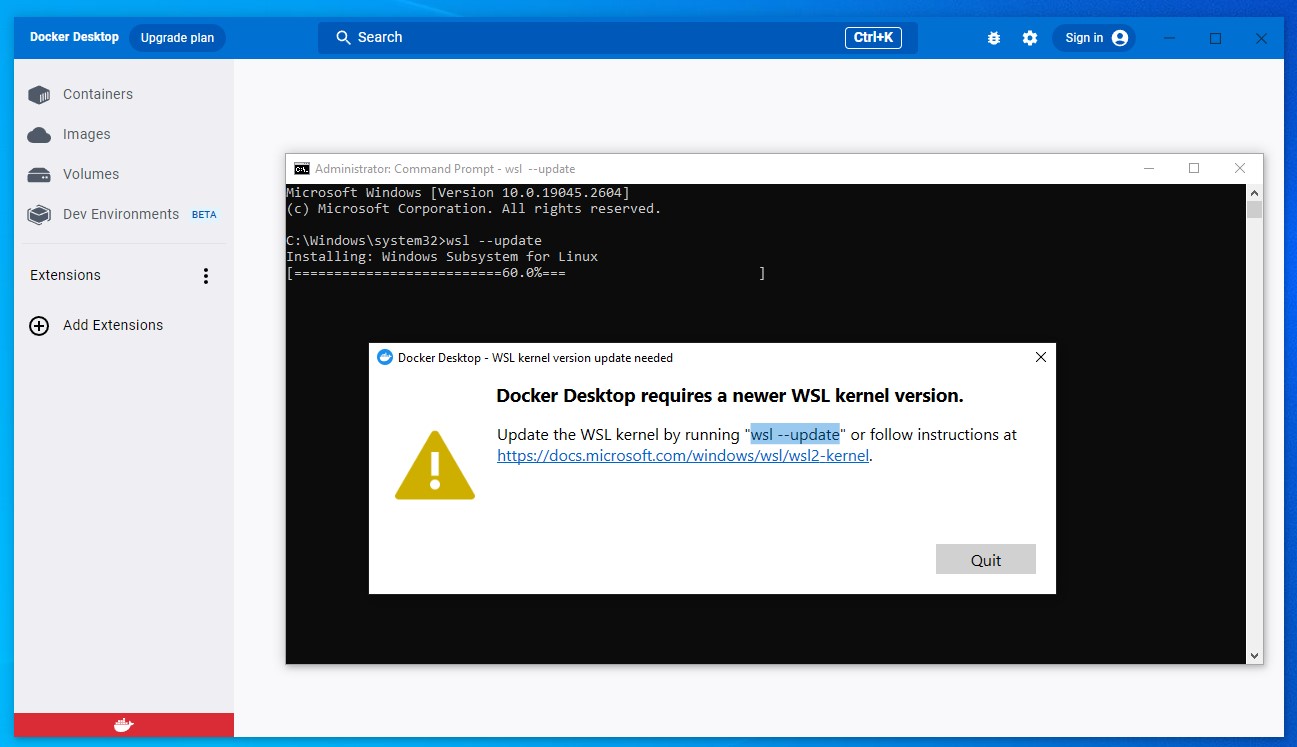 Docker Desktop
Upgrade plan
Search
Ctrl+K
Sign in
Containers
Images
Volumes
Dev Environments BETA
Extensions
Add Extensions
Administrator: Command Prompt - wsl  --update
Microsoft Windows [Version 10.0.19045.2604]
(c) Microsoft Corporation. All rights reserved.
C:\Windows\system32>wsl --update
Installing: Windows Subsystem for Linux
[==========================60.0%===                         ]
Docker Desktop - WSL kernel version update needed
Docker Desktop requires a newer WSL kernel version.
Update the WSL kernel by running "wsl --update" or follow instructions at
https://docs.microsoft.com/windows/wsl/wsl2-kernel.
Quit